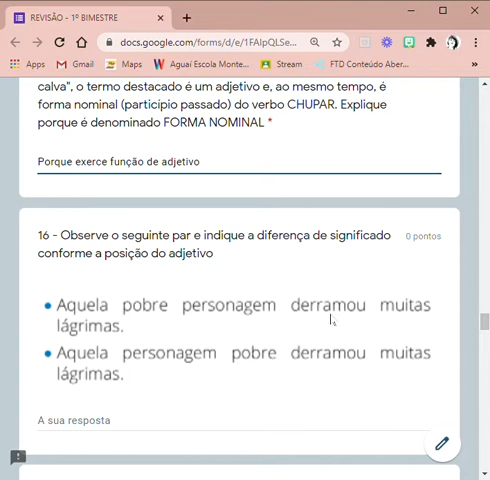 REVISÃO - 1º BIMESTRE
docs.google.com/forms/d/e/1FAIpQLSe...
Apps Gmail Maps Aguaí Escola Monte... Stream FTD Conteúdo Aber...
calva", o termo destacado é um adjetivo e, ao mesmo tempo, é
forma nominal (particípio passado) do verbo CHUPAR. Explique
porque é denominado FORMA NOMINAL *
Porque exerce função de adjetivo
16 - Observe o seguinte par e indique a diferença de significado 0 pontos
conforme a posição do adjetivo
• Aquela pobre personagem derramou muitas
lágrimas.
• Aquela personagem pobre derramou muitas
lágrimas.
A sua resposta